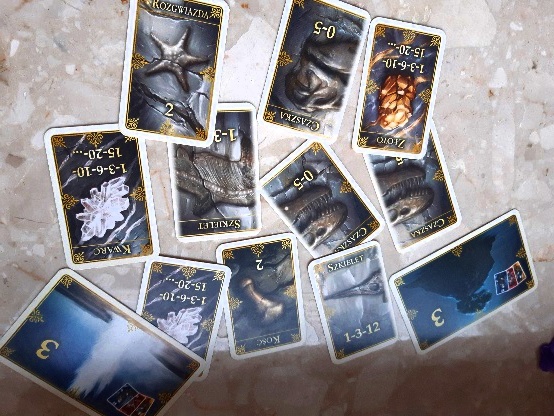 ROZGWIAZDA
2
CZASZKA
0-5
ZŁOTO
1-3-6-10-
15-20-...
KWARC
1-3-6-10-
15-20-...
SZKIELET
1-3
CZASZKA
0-5
CZASZKA
5
1-3-6-10-
15-20-...
KOŚĆ
2
SZKIELET
1-3-12
3
3